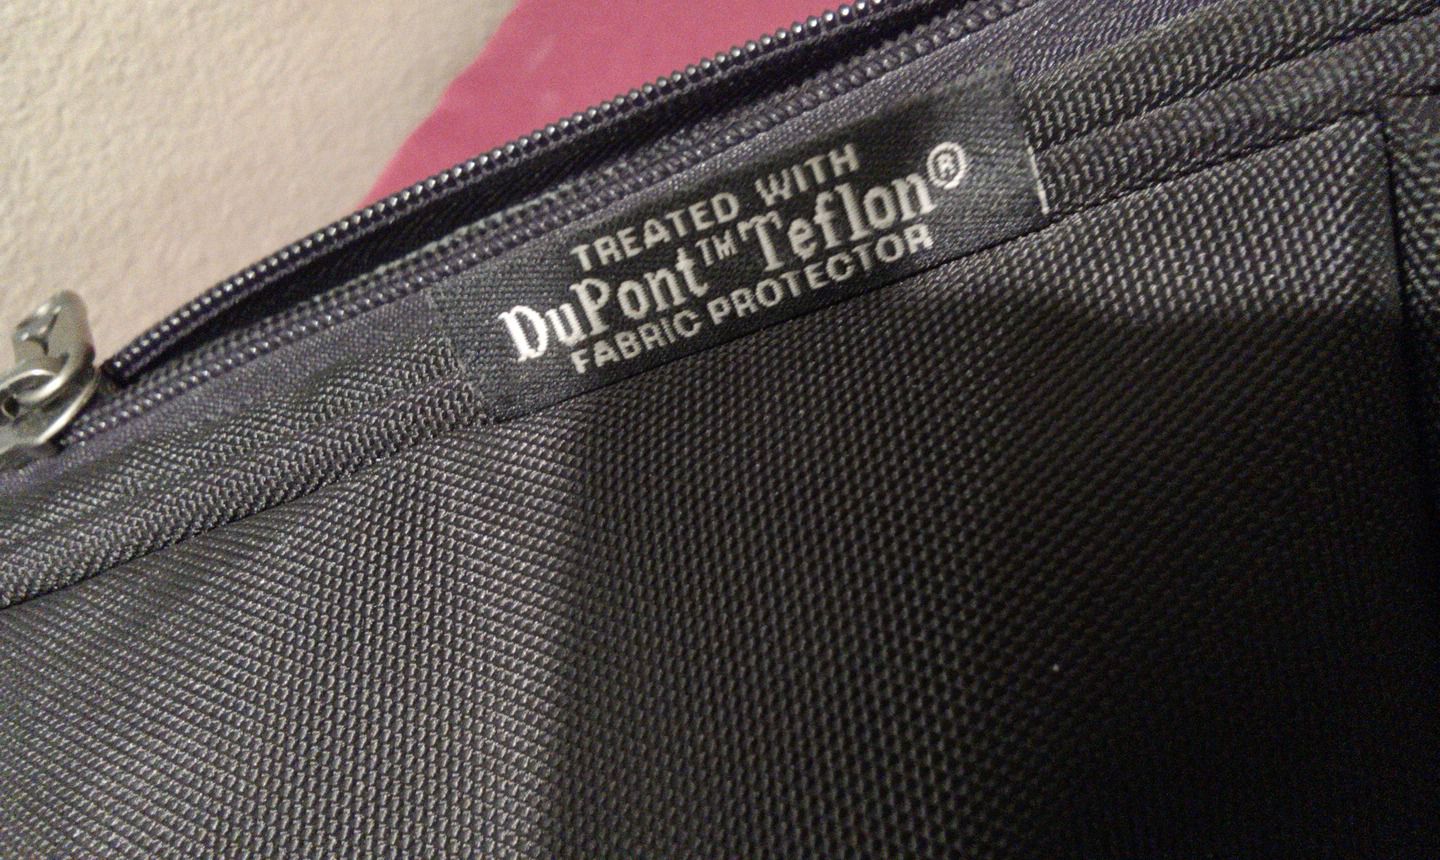 TREATED WITH
DuPont™ Teflon®
FABRIC PROTECTOR